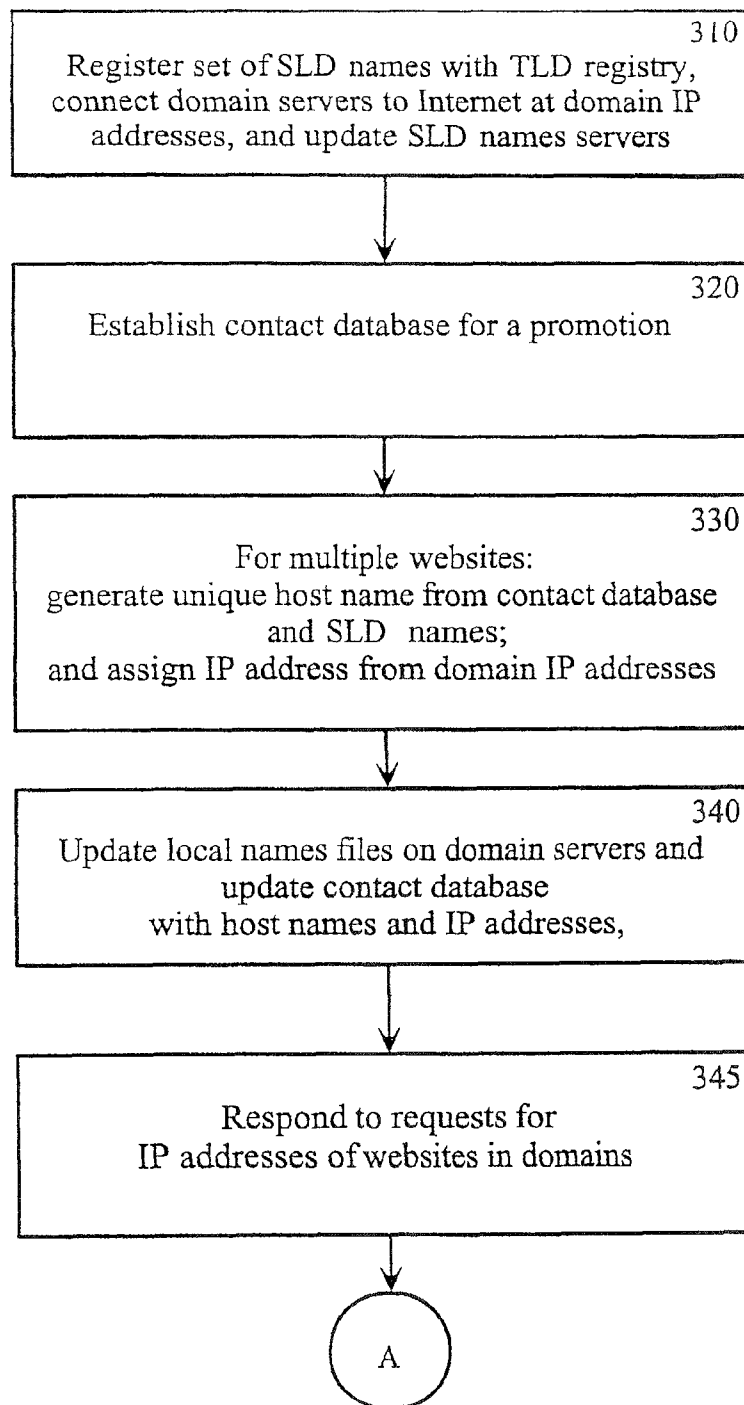 310
Register set of SLD names with TLD registry,
connect domain servers to Internet at domain IP
addresses, and update SLD names servers
320
Establish contact database for a promotion
330
For multiple websites:
generate unique host name from contact database
and SLD names;
and assign IP address from domain IP addresses
340
Update local names files on domain servers and
update contact database
with host names and IP addresses,
345
Respond to requests for
IP addresses of websites in domains
A